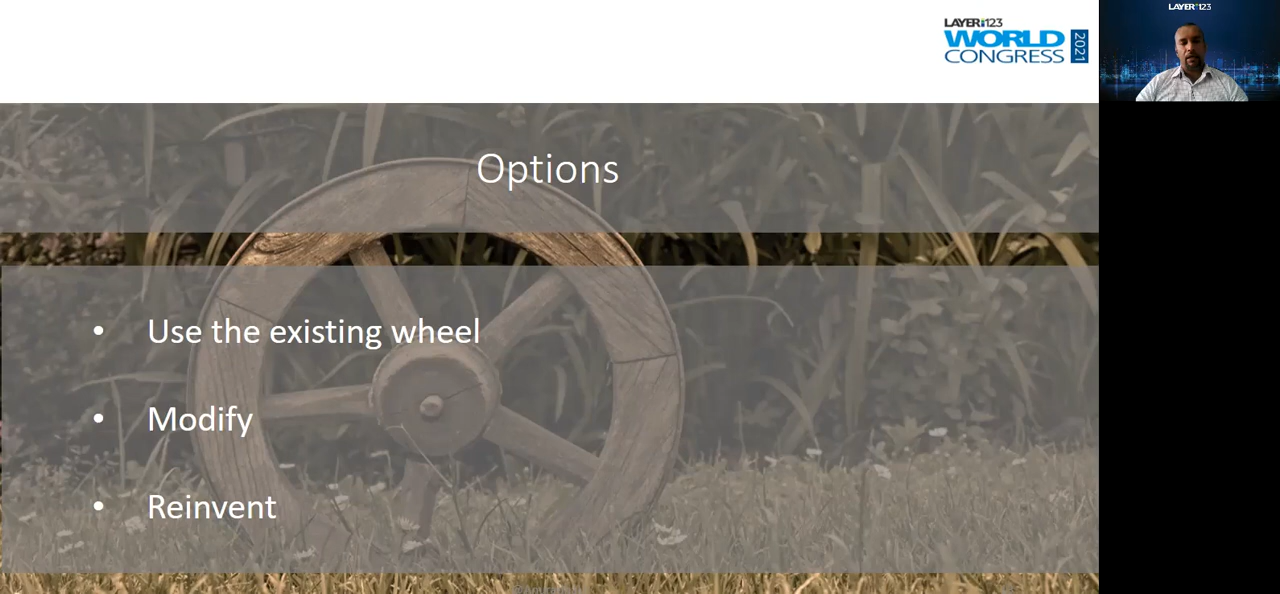 LAYER123
WORLD
CONGRESS
2021
LAYER123
Options
• Use the existing wheel
• Modify
• Reinvent